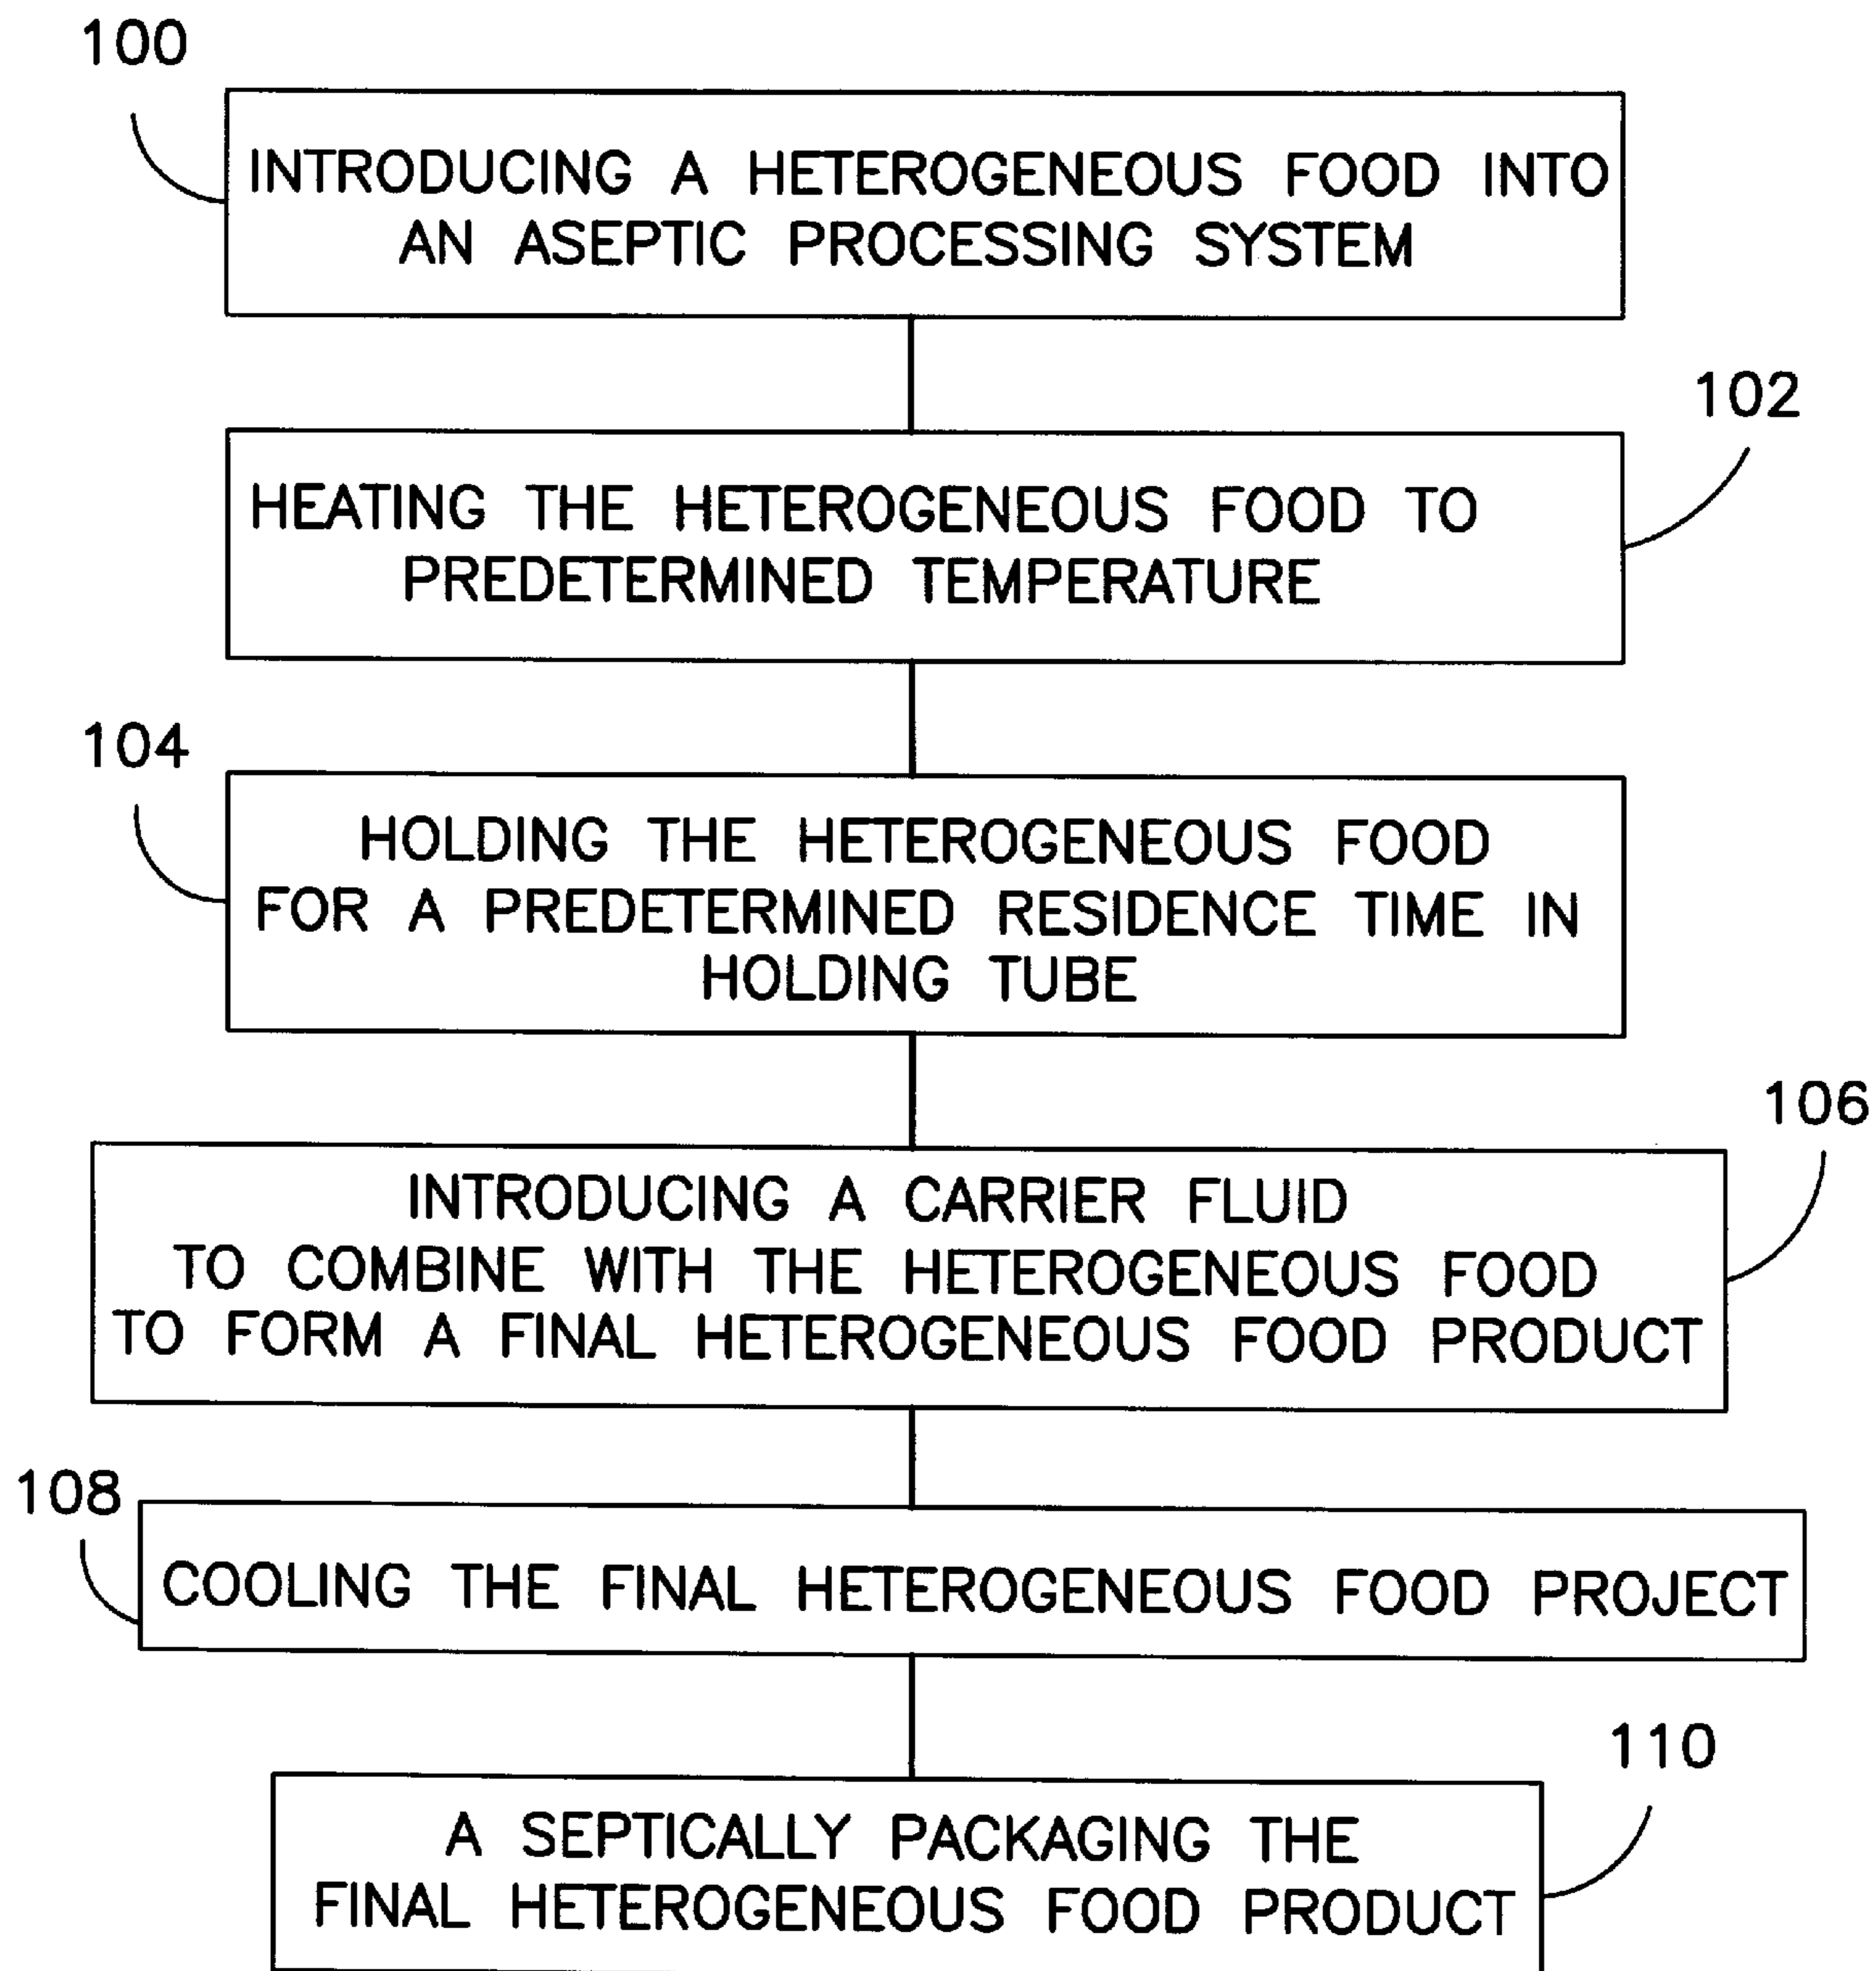 100
INTRODUCING A HETEROGENEOUS FOOD INTO
AN ASEPTIC PROCESSING SYSTEM
102
HEATING THE HETEROGENEOUS FOOD TO
PREDETERMINED TEMPERATURE
104
HOLDING THE HETEROGENEOUS FOOD
FOR A PREDETERMINED RESIDENCE TIME IN
HOLDING TUBE
106
INTRODUCING A CARRIER FLUID
TO COMBINE WITH THE HETEROGENEOUS FOOD
TO FORM A FINAL HETEROGENEOUS FOOD PRODUCT
108
COOLING THE FINAL HETEROGENEOUS FOOD PROJECT
110
A SEPTICALLY PACKAGING THE
FINAL HETEROGENEOUS FOOD PRODUCT